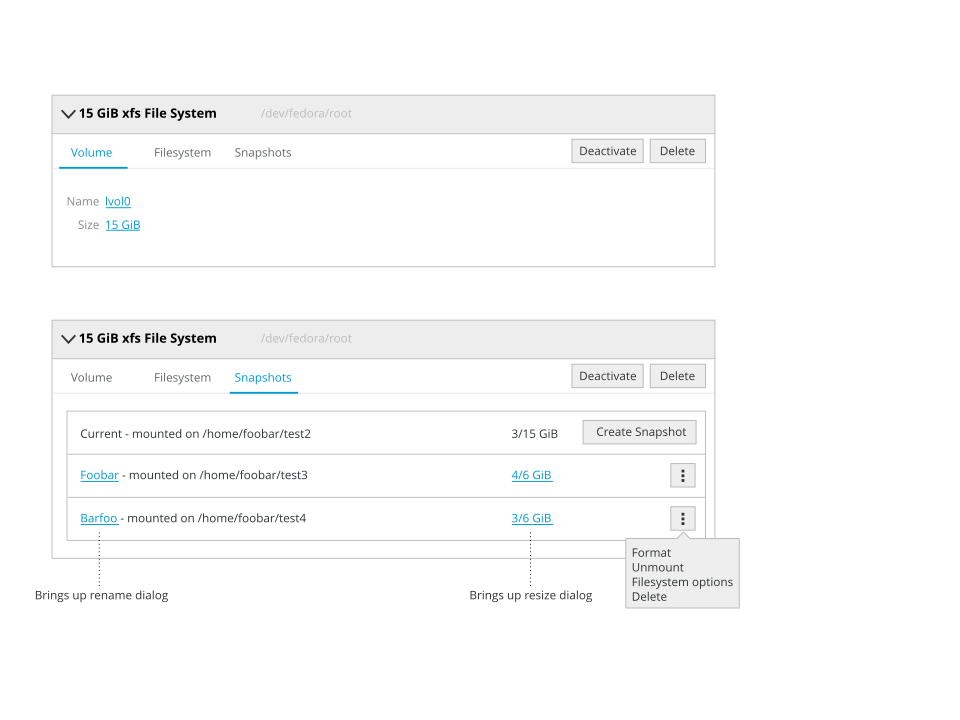 15 GiB xfs File System /dev/fedora/root
Volume Filesystem Snapshots Deactivate Delete
Name lvol0
Size 15 GiB
15 GiB xfs File System /dev/fedora/root
Volume Filesystem Snapshots Deactivate Delete
Current - mounted on /home/foobar/test2 3/15 GiB Create Snapshot
Foobar - mounted on /home/foobar/test3 4/6 GiB
Barfoo - mounted on /home/foobar/test4 3/6 GiB
Format
Unmount
Filesystem options
Delete
Brings up rename dialog Brings up resize dialog